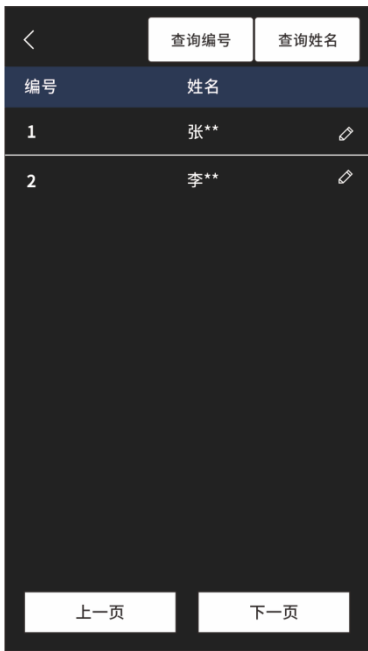 查询编号 查询姓名
编号 姓名
1 张**
2 李**
上一页 下一页